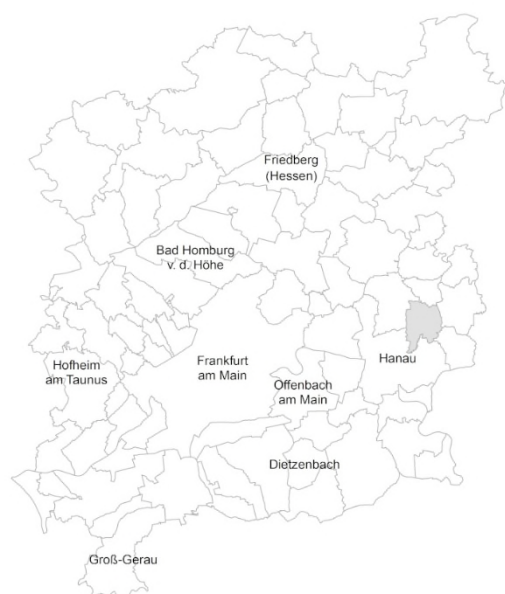 Friedberg
(Hessen)
Bad Homburg
v. d. Höhe
Hofheim
am Taunus
Frankfurt
am Main
Hanau
Offenbach
am Main
Dietzenbach
Groß-Gerau